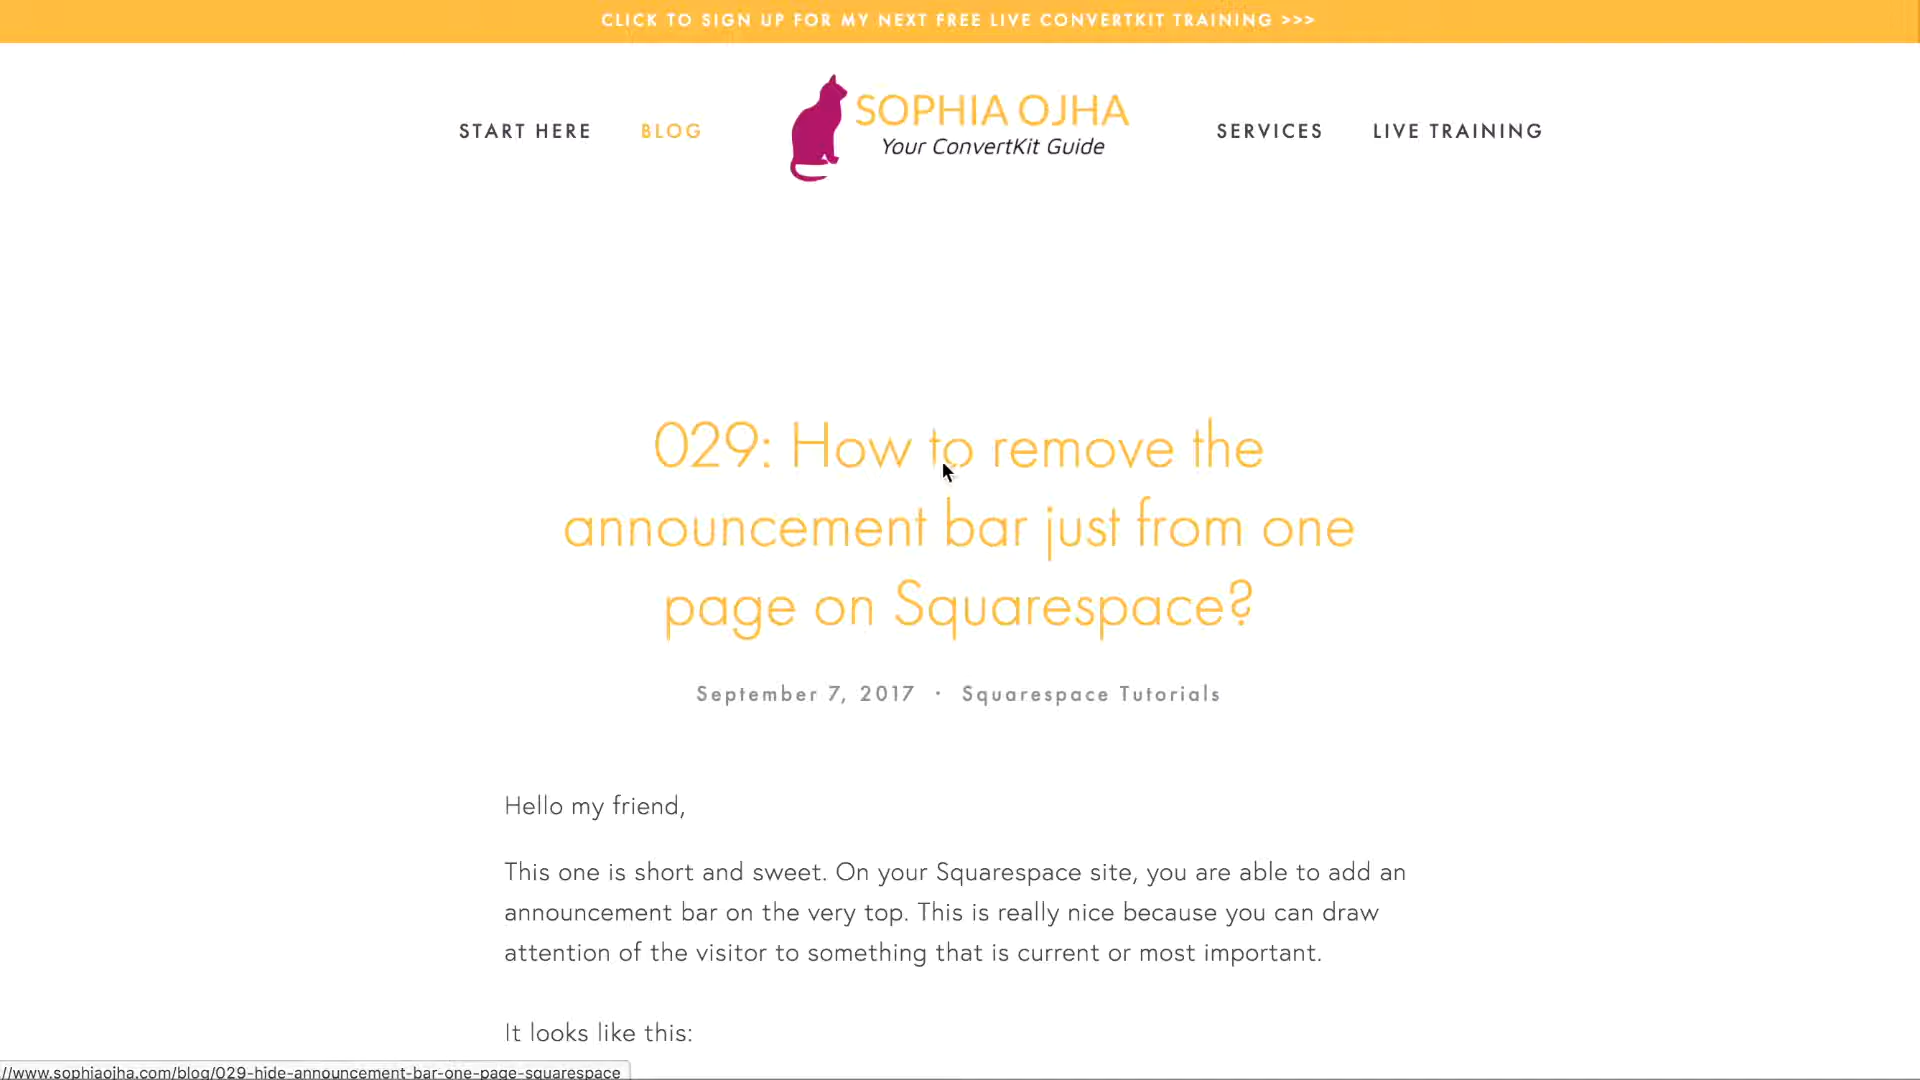 CLICK TO SIGN UP FOR MY NEXT FREE LIVE CONVERTKIT TRAINING >>>
START HERE
BLOG
SOPHIA OJHA
Your ConvertKit Guide
SERVICES
LIVE TRAINING
029: How to remove the
announcement bar just from one
page on Squarespace?
September 7, 2017 · Squarespace Tutorials
Hello my friend,
This one is short and sweet. On your Squarespace site, you are able to add an
announcement bar on the very top. This is really nice because you can draw
attention of the visitor to something that is current or most important.
It looks like this:
//www.sophiaojha.com/blog/029-hide-announcement-bar-one-page-squarespace